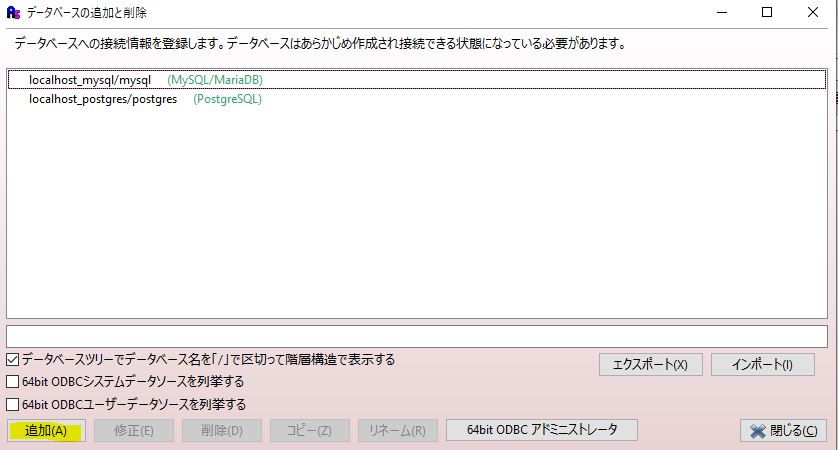 データベースの追加と削除
データベースへの接続情報を登録します。データベースはあらかじめ作成され接続できる状態になっている必要があります。
localhost_mysql/mysql (MySQL/MariaDB)
localhost_postgres/postgres (PostgreSQL)
データベースツリーでデータベース名を「/」で区切って階層構造で表示する
エクスポート(X) インポート(I)
64bit ODBCシステムデータソースを列挙する
64bit ODBCユーザーデータソースを列挙する
追加(A) 修正(E) 削除(D) コピー(Z) リネーム(R) 64bit ODBC アドミニストレータ 閉じる(C)